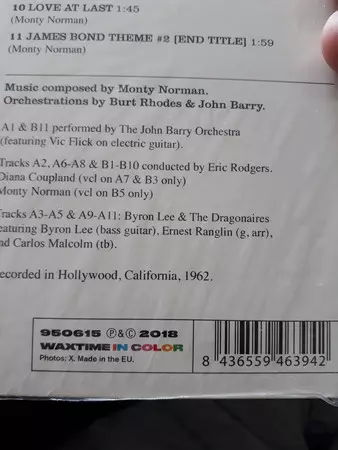 10 LOVE AT LAST 1:45
(Monty Norman)
11 JAMES BOND THEME #2 [END TITLE] 1:59
(Monty Norman)
Music composed by Monty Norman.
Orchestrations by Burt Rhodes & John Barry.
A1 & B11 performed by The John Barry Orchestra
(featuring Vic Flick on electric guitar).
Tracks A2, A6-A8 & B1-B10 conducted by Eric Rodgers.
Diana Coupland (vcl on A7 & B3 only)
Monty Norman (vcl on B5 only)
Tracks A3-A5 & A9-A11: Byron Lee & The Dragonaires
featuring Byron Lee (bass guitar), Ernest Ranglin (g, arr),
and Carlos Malcolm (tb).
Recorded in Hollywood, California, 1962.
950615 ℗&© 2018
WAXTIME IN COLOR
Photos: X. Made in the EU.
8 436559 463942